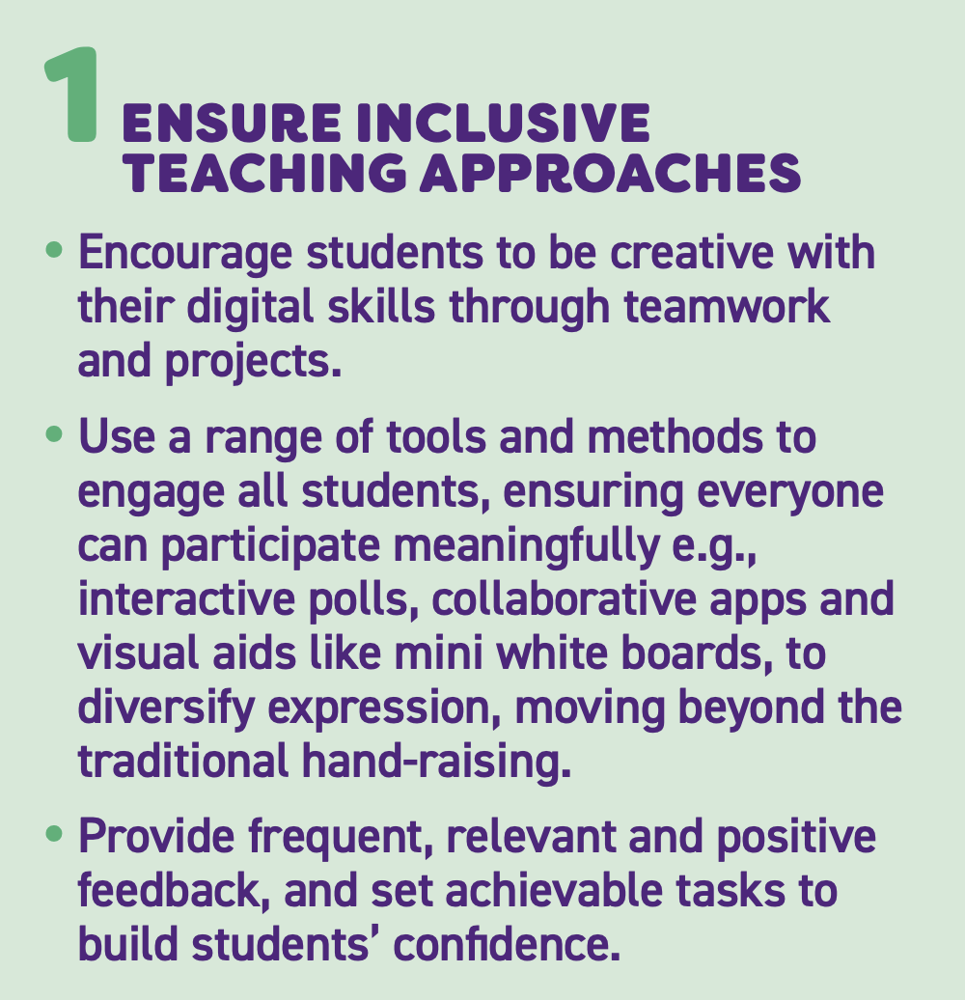 1 ENSURE INCLUSIVE
TEACHING APPROACHES
• Encourage students to be creative with
their digital skills through teamwork
and projects.
• Use a range of tools and methods to
engage all students, ensuring everyone
can participate meaningfully e.g.,
interactive polls, collaborative apps and
visual aids like mini white boards, to
diversify expression, moving beyond the
traditional hand-raising.
• Provide frequent, relevant and positive
feedback, and set achievable tasks to
build students’ confidence.